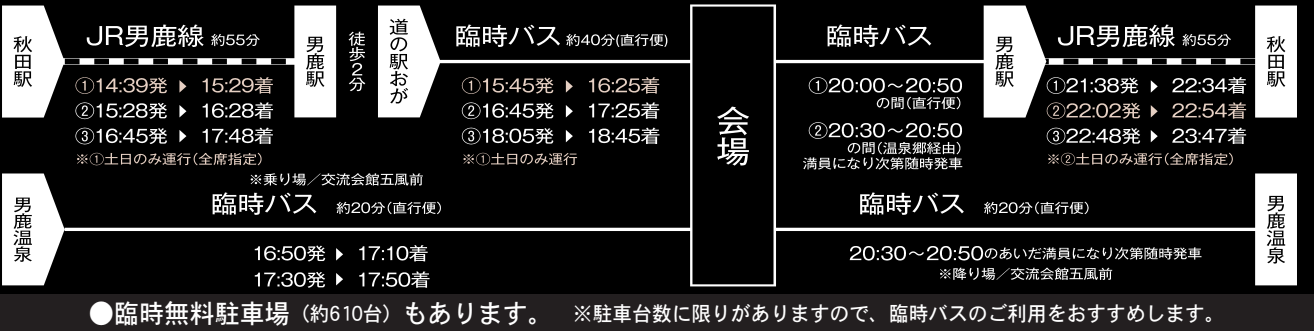 秋田駅
JR男鹿線 約55分
①14:39発 ▶ 15:29着
②15:28発 ▶ 16:28着
③16:45発 ▶ 17:48着
※①土日のみ運行(全席指定)
男鹿駅
徒歩2分
道の駅おが
臨時バス 約40分(直行便)
①15:45発 ▶ 16:25着
②16:45発 ▶ 17:25着
③18:05発 ▶ 18:45着
※①土日のみ運行
会場
臨時バス
①20:00〜20:50
の間(直行便)
②20:30〜20:50
の間(温泉郷経由)
満員になり次第随時発車
男鹿駅
JR男鹿線 約55分
①21:38発 ▶ 22:34着
②22:02発 ▶ 22:54着
③22:48発 ▶ 23:47着
※②土日のみ運行(全席指定)
秋田駅
男鹿温泉
※乗り場/交流会館五風前
臨時バス 約20分(直行便)
16:50発 ▶ 17:10着
17:30発 ▶ 17:50着
臨時バス 約20分(直行便)
20:30〜20:50のあいだ満員になり次第随時発車
※降り場/交流会館五風前
男鹿温泉
●臨時無料駐車場(約610台)もあります。 ※駐車台数に限りがありますので、臨時バスのご利用をおすすめします。